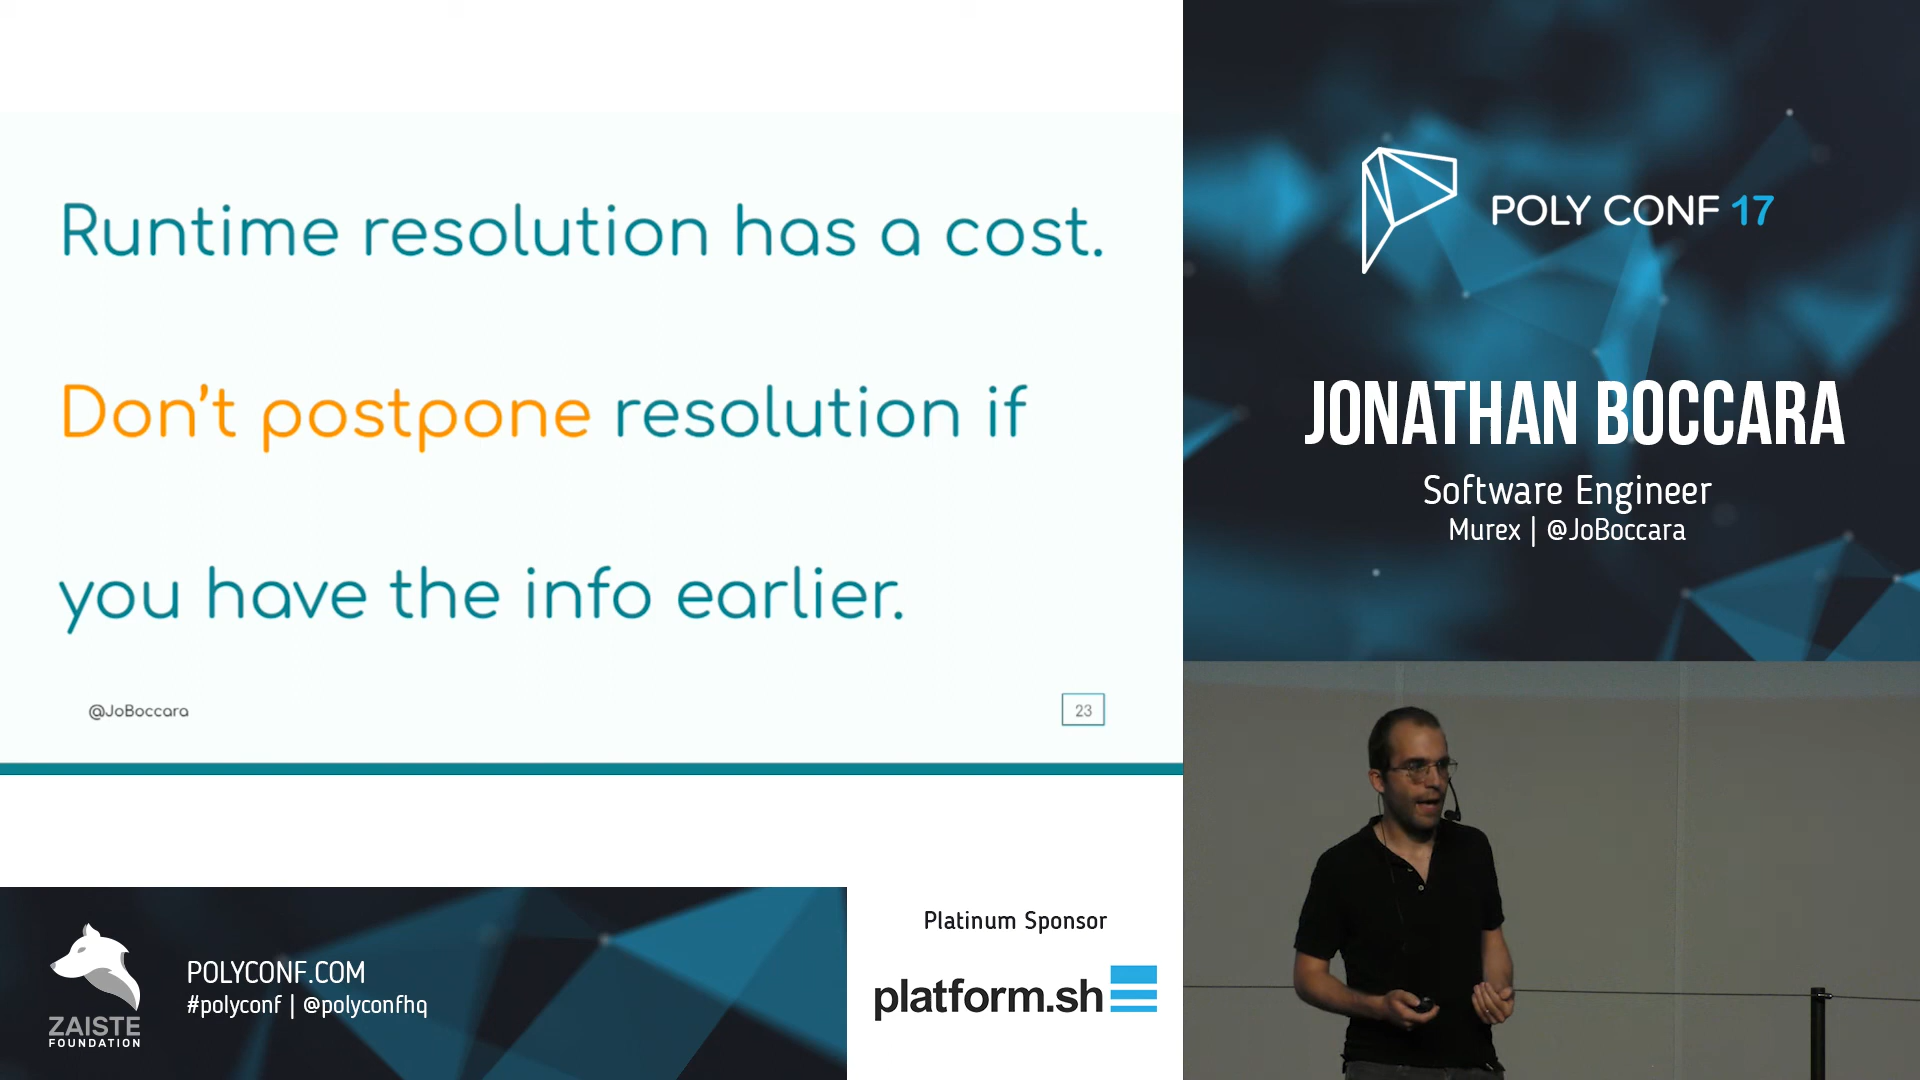 Runtime resolution has a cost.
Don't postpone resolution if
you have the info earlier.
@JoBoccara
23
POLY CONF 17
JONATHAN BOCCARA
Software Engineer
Murex | @JoBoccara
ZAISTE
FOUNDATION
POLYCONF.COM
#polyconf | @polyconfhq
Platinum Sponsor
platform.sh